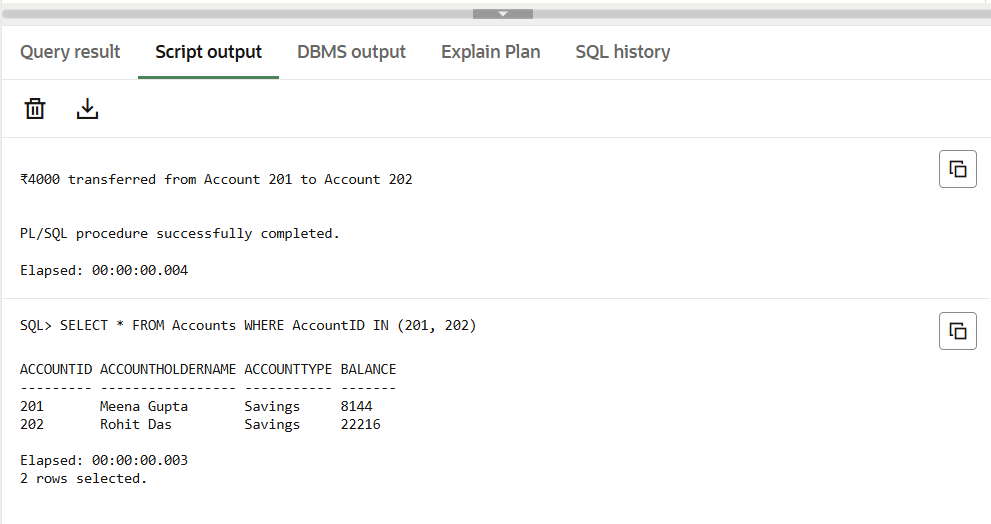 Query result Script output DBMS output Explain Plan SQL history
₹4000 transferred from Account 201 to Account 202
PL/SQL procedure successfully completed.
Elapsed: 00:00:00.004
SQL> SELECT * FROM Accounts WHERE AccountID IN (201, 202)
ACCOUNTID ACCOUNTHOLDERNAME ACCOUNTTYPE BALANCE
--------- ----------------- ----------- -------
201       Meena Gupta       Savings     8144
202       Rohit Das         Savings     22216
Elapsed: 00:00:00.003
2 rows selected.